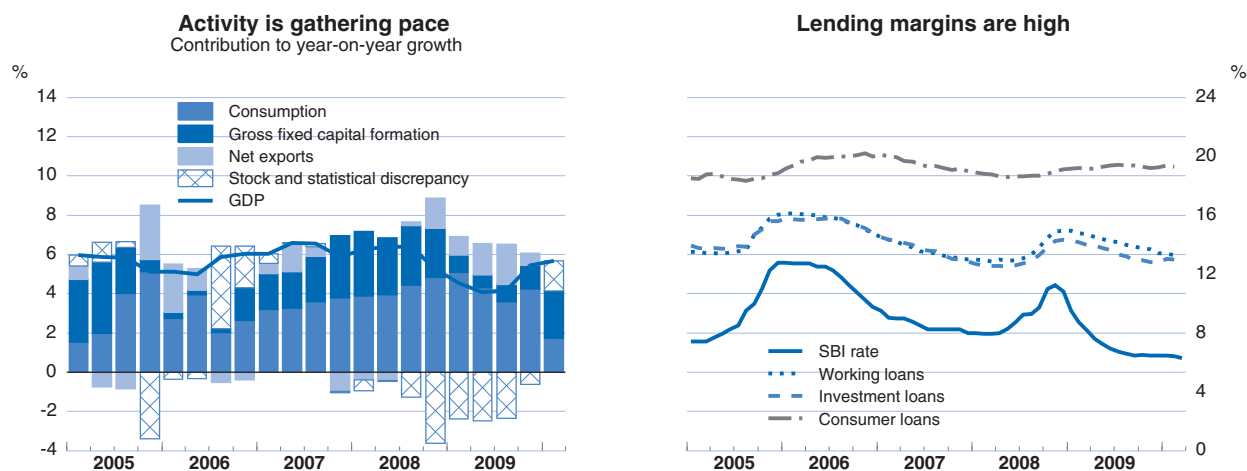 Activity is gathering pace
Contribution to year-on-year growth
%
14
12
10
8
6
4
2
0
-2
-4
Consumption
Gross fixed capital formation
Net exports
Stock and statistical discrepancy
GDP
2005
2006
2007
2008
2009
Lending margins are high
%
24
20
16
12
8
4
0
SBI rate
Working loans
Investment loans
Consumer loans
2005
2006
2007
2008
2009